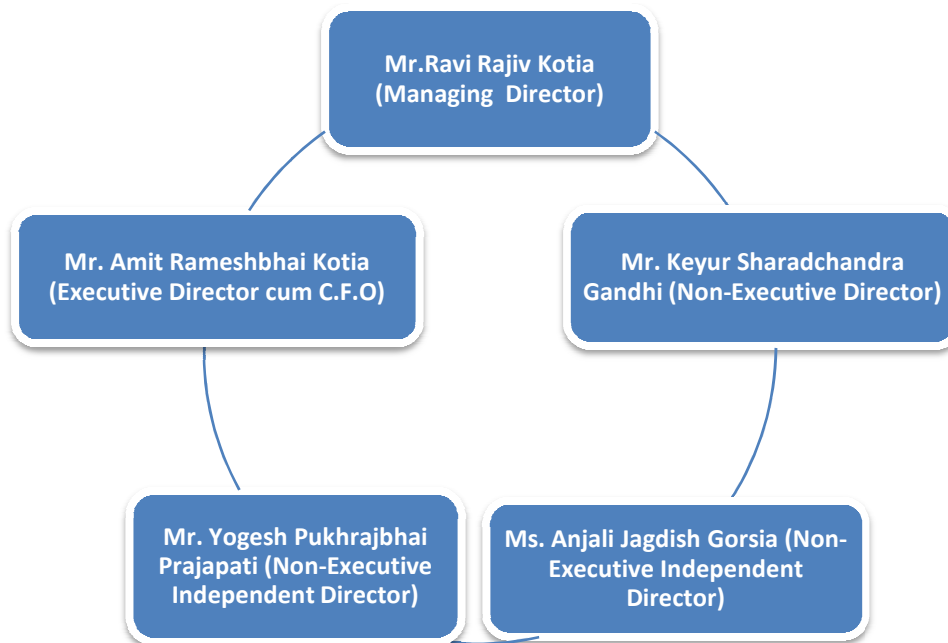 Mr.Ravi Rajiv Kotia
(Managing Director)
Mr. Amit Rameshbhai Kotia
(Executive Director cum C.F.O)
Mr. Keyur Sharadchandra
Gandhi (Non-Executive Director)
Mr. Yogesh Pukhrajbhai
Prajapati (Non-Executive
Independent Director)
Ms. Anjali Jagdish Gorsia (Non-
Executive Independent
Director)